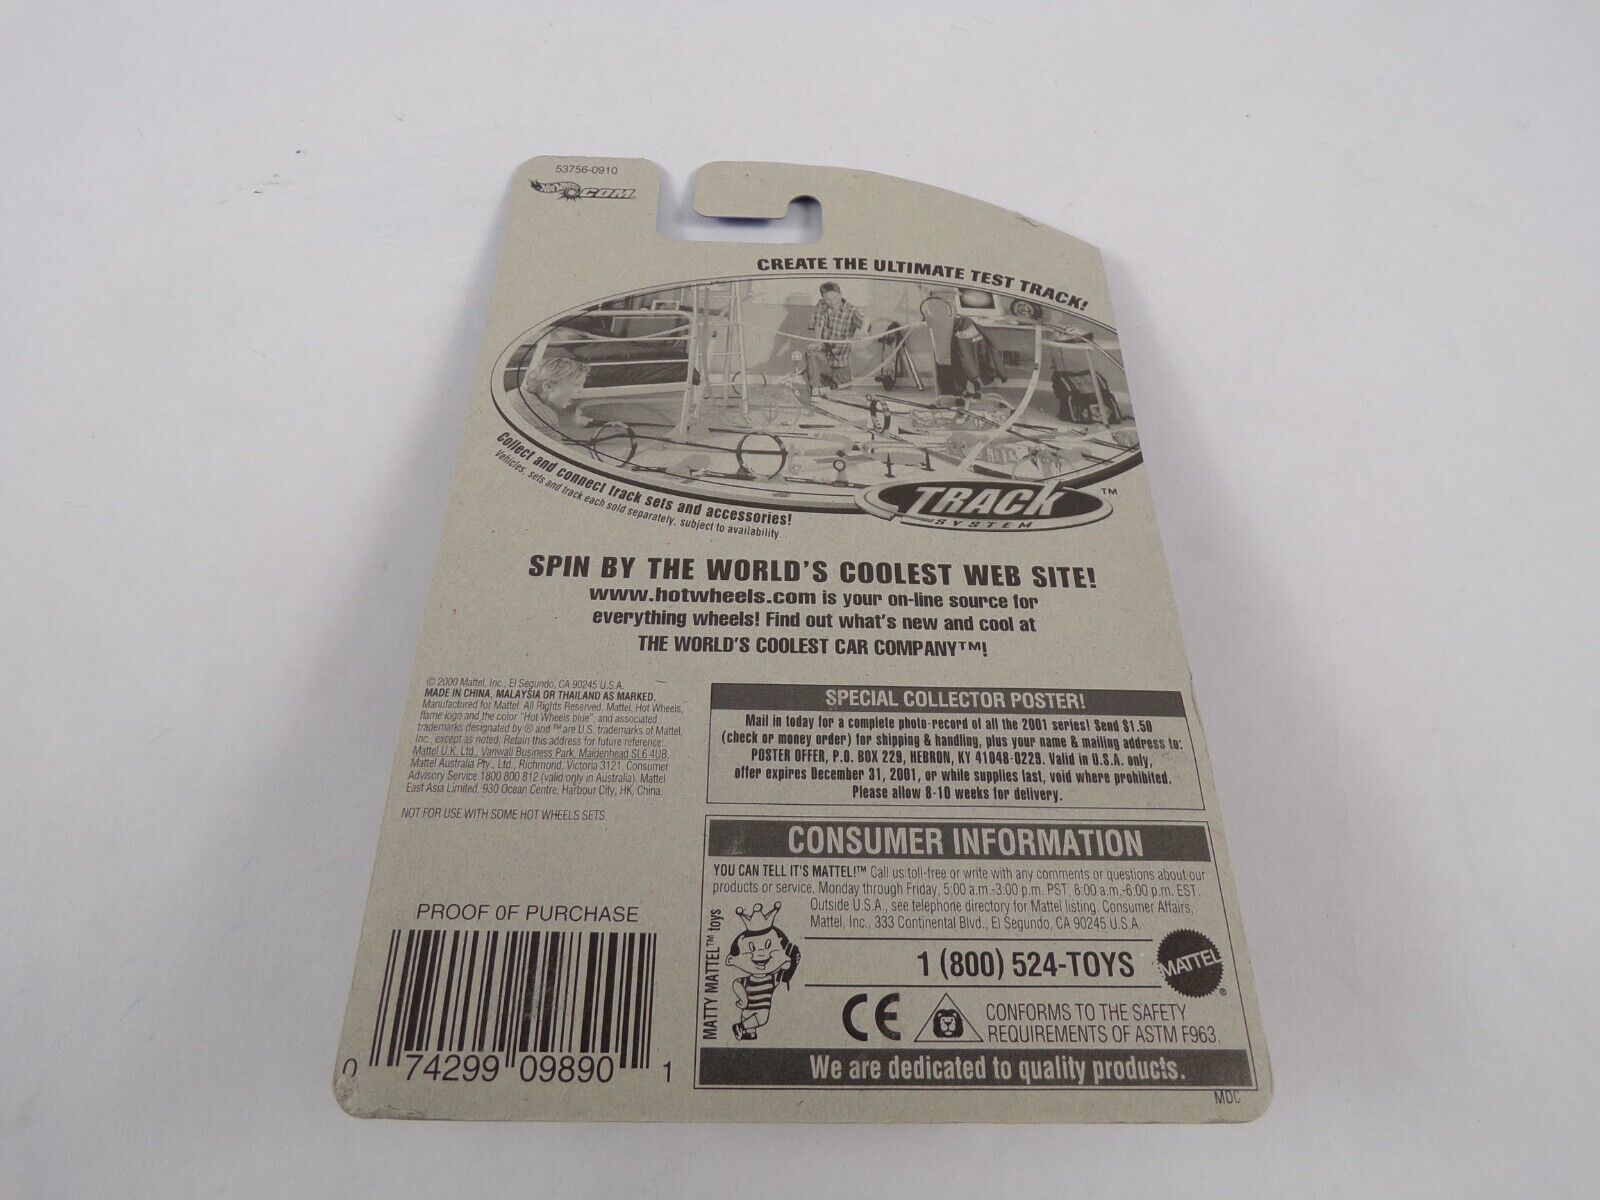 53756-0910
HOT WHEELS .COM
CREATE THE ULTIMATE TEST TRACK!
Collect and connect track sets and accessories!
Vehicles, sets and track each sold separately, subject to availability.
TRACK™
SYSTEM
SPIN BY THE WORLD'S COOLEST WEB SITE!
www.hotwheels.com is your on-line source for
everything wheels! Find out what's new and cool at
THE WORLD'S COOLEST CAR COMPANY™!
© 2000 Mattel, Inc., El Segundo, CA 90245 U.S.A.
MADE IN CHINA, MALAYSIA OR THAILAND AS MARKED.
Manufactured for Mattel. All Rights Reserved. Mattel, Hot Wheels,
flame logo and the color "Hot Wheels blue", and associated
trademarks designated by ® and ™ are U.S. trademarks of Mattel,
Inc., except as noted. Retain this address for future reference:
Mattel U.K. Ltd., Vanwall Business Park, Maidenhead SL6 4UB.
Mattel Australia Pty., Ltd., Richmond, Victoria 3121. Consumer
Advisory Service 1800 800 812 (valid only in Australia). Mattel
East Asia Limited, 930 Ocean Centre, Harbour City, HK, China.
NOT FOR USE WITH SOME HOT WHEELS SETS.
SPECIAL COLLECTOR POSTER!
Mail in today for a complete photo-record of all the 2001 series! Send $1.50
(check or money order) for shipping & handling, plus your name & mailing address to:
POSTER OFFER, P.O. BOX 229, HEBRON, KY 41048-0229. Valid in U.S.A. only,
offer expires December 31, 2001, or while supplies last, void where prohibited.
Please allow 8-10 weeks for delivery.
CONSUMER INFORMATION
YOU CAN TELL IT'S MATTEL!™ Call us toll-free or write with any comments or questions about our
products or service. Monday through Friday, 5:00 a.m.-3:00 p.m. PST, 8:00 a.m.-6:00 p.m. EST.
Outside U.S.A., see telephone directory for Mattel listing. Consumer Affairs,
Mattel, Inc., 333 Continental Blvd., El Segundo, CA 90245 U.S.A.
MATTY MATTEL™ toys
1 (800) 524-TOYS
MATTEL®
CE
CONFORMS TO THE SAFETY
REQUIREMENTS OF ASTM F963.
We are dedicated to quality products.
MDC
PROOF OF PURCHASE
0 74299 09890 1